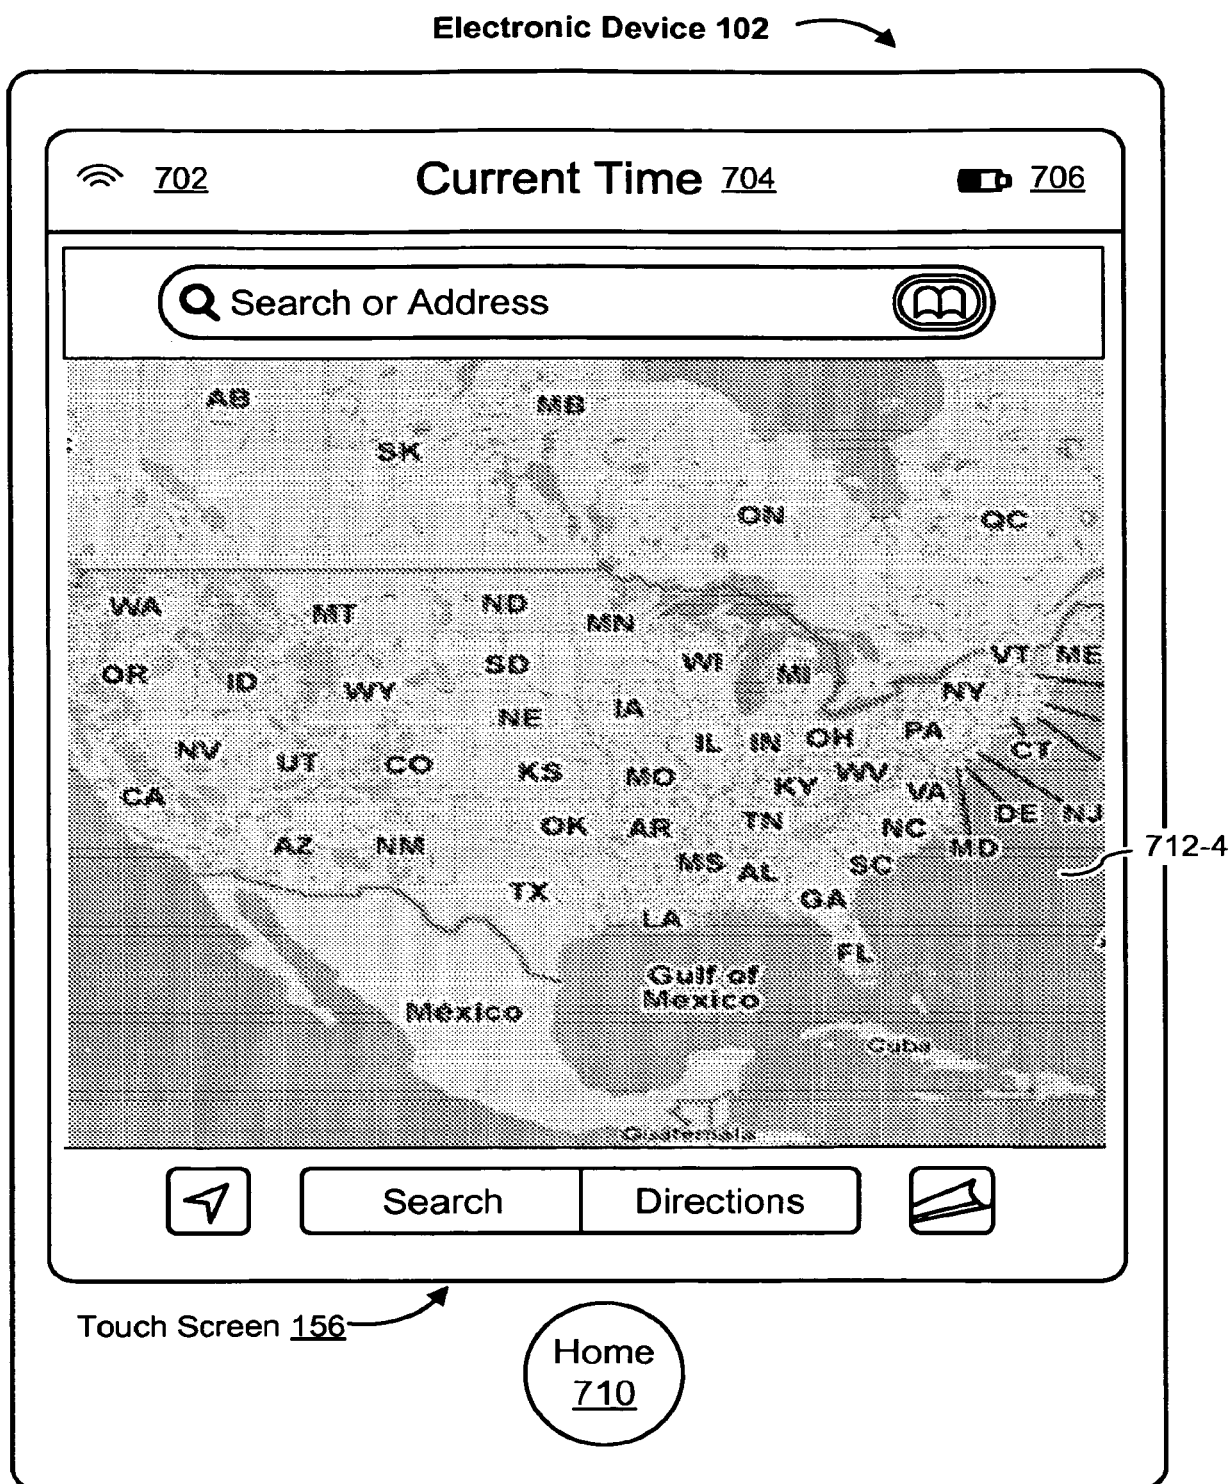 Electronic Device 102
702 Current Time 704 706
Search or Address
AB
MB
SK
ON
QC
WA MT ND MN
OR ID WY SD WI MI NY VT ME
NE IA
NV UT CO KS MO IL IN OH PA CT
CA KY WV VA
AZ NM OK AR TN NC DE NJ
MD
712-4
TX MS AL SC
LA GA
FL
Gulf of
Mexico
México
Cuba
Guatemala
Search Directions
Touch Screen 156
Home
710